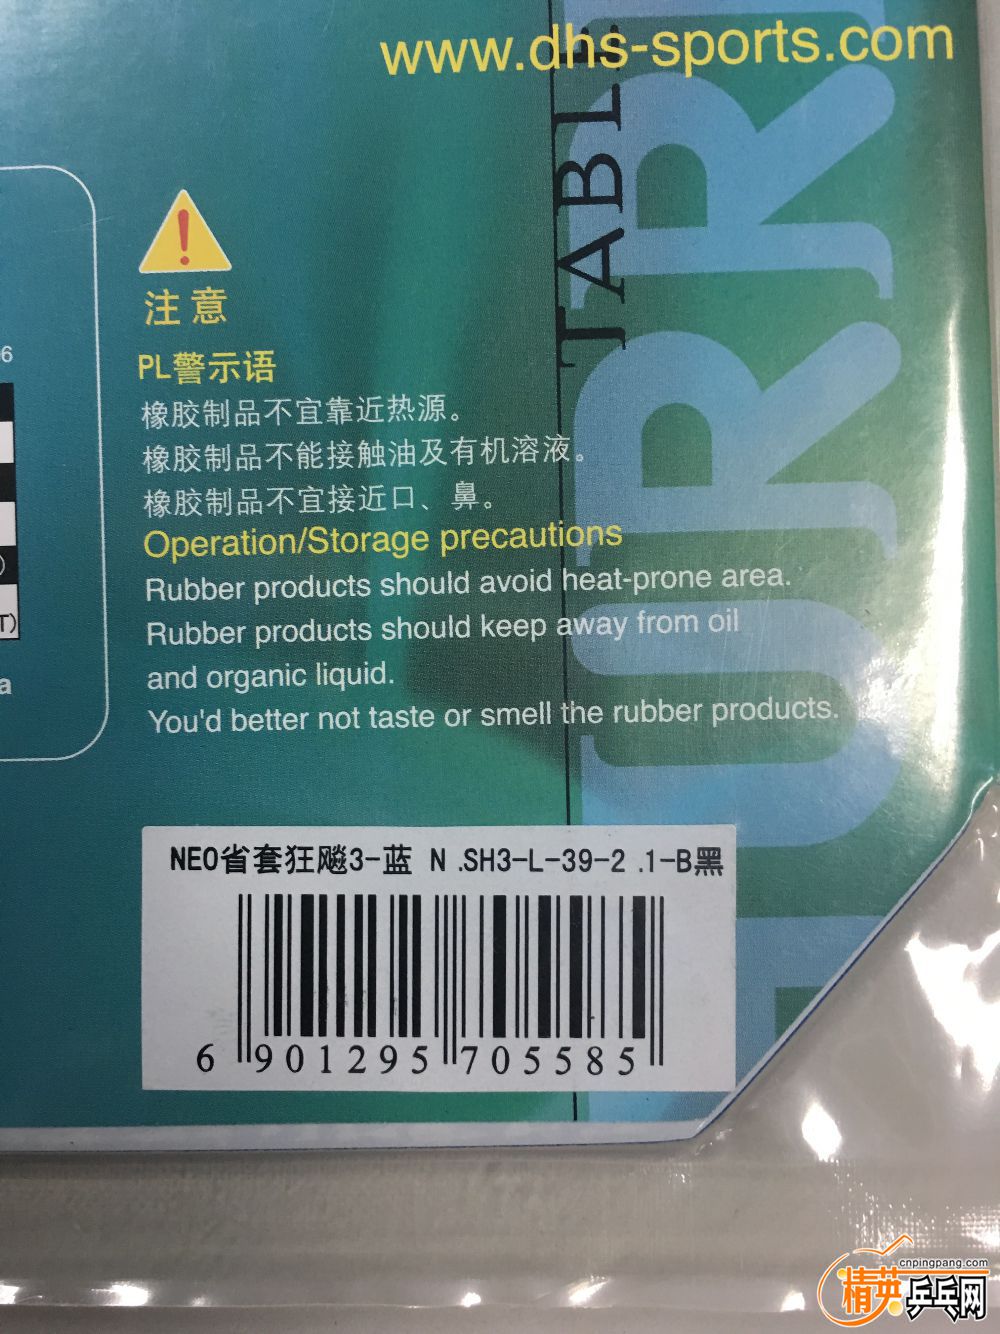 www.dhs-sports.com
TABLE
注意
PL警示语
橡胶制品不宜靠近热源。
橡胶制品不能接触油及有机溶液。
橡胶制品不宜接近口、鼻。
Operation/Storage precautions
Rubber products should avoid heat-prone area.
Rubber products should keep away from oil
and organic liquid.
You'd better not taste or smell the rubber products.
6
T)
a
NEO省套狂飚3-蓝 N .SH3-L-39-2 .1-B黑
6 901295 705585
cnpingpang.com
精英乒乓网